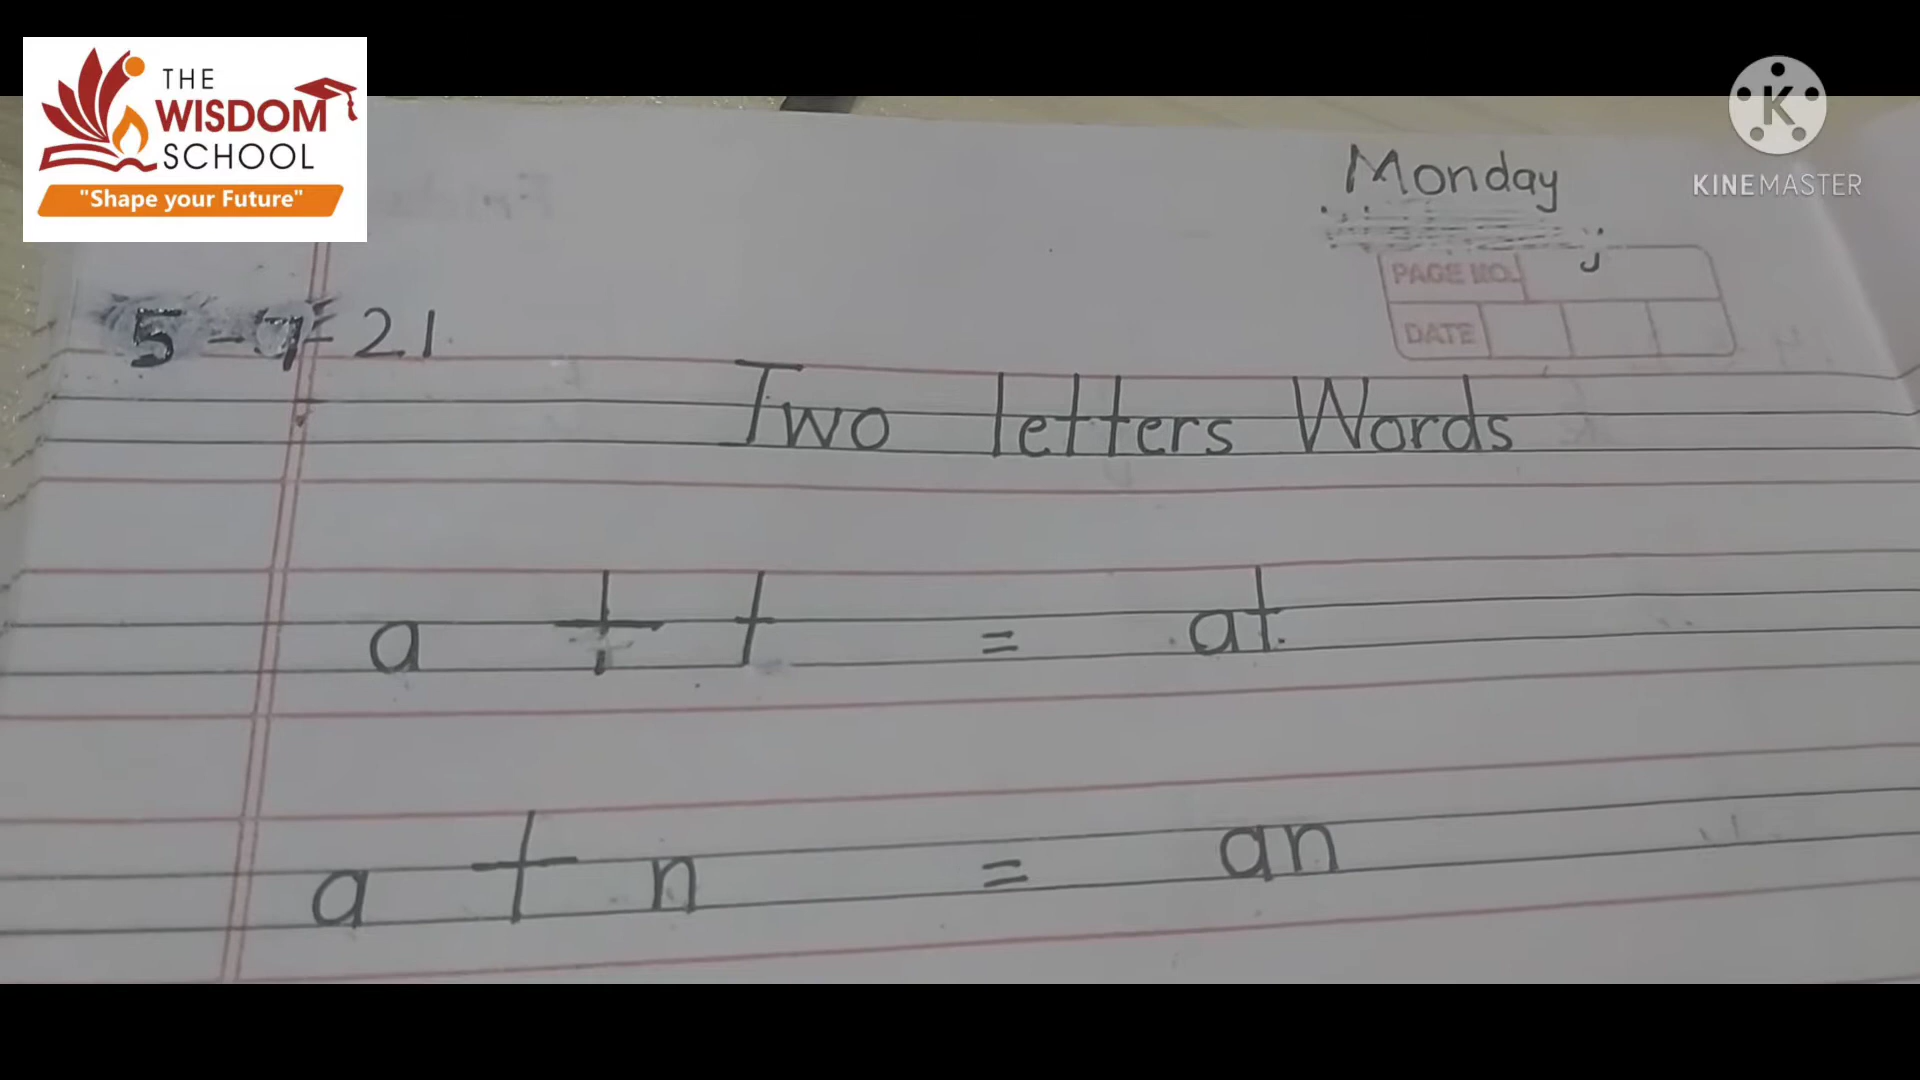 THE
WISDOM
SCHOOL
"Shape your Future"
KINEMASTER
Monday
PAGE NO.
DATE
5-7-21
Two letters Words
a + t = at
a + n = an